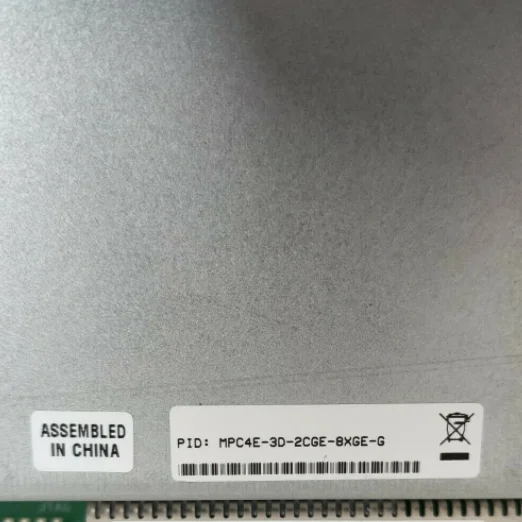 ASSEMBLED
IN CHINA
PID: MPC4E-3D-2CGE-8XGE-G